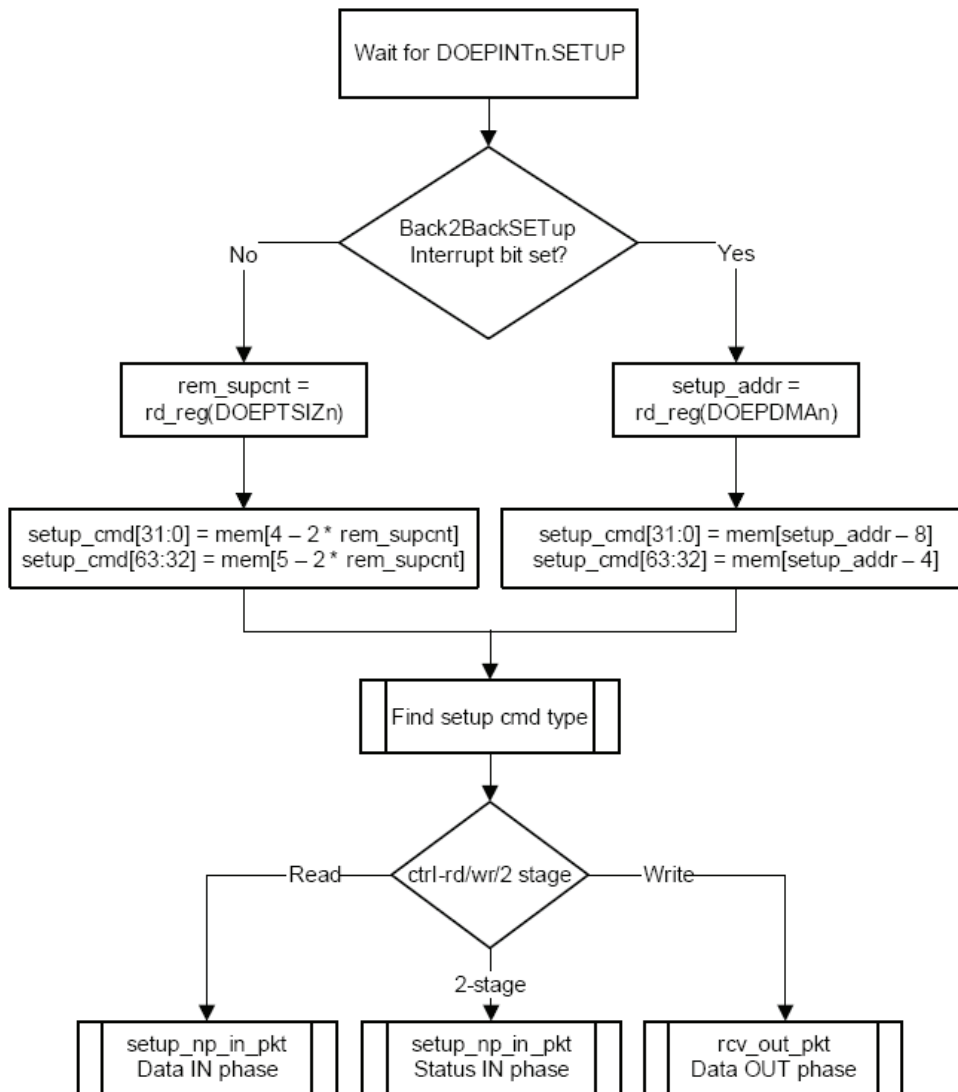 Wait for DOEPINTn.SETUP
Back2BackSETup
Interrupt bit set?
No
Yes
rem_supcnt =
rd_reg(DOEPTSIZn)
setup_addr =
rd_reg(DOEPDMAn)
setup_cmd[31:0] = mem[4 – 2 * rem_supcnt]
setup_cmd[63:32] = mem[5 – 2 * rem_supcnt]
setup_cmd[31:0] = mem[setup_addr – 8]
setup_cmd[63:32] = mem[setup_addr – 4]
Find setup cmd type
Read
ctrl-rd/wr/2 stage
Write
2-stage
setup_np_in_pkt
Data IN phase
setup_np_in_pkt
Status IN phase
rcv_out_pkt
Data OUT phase